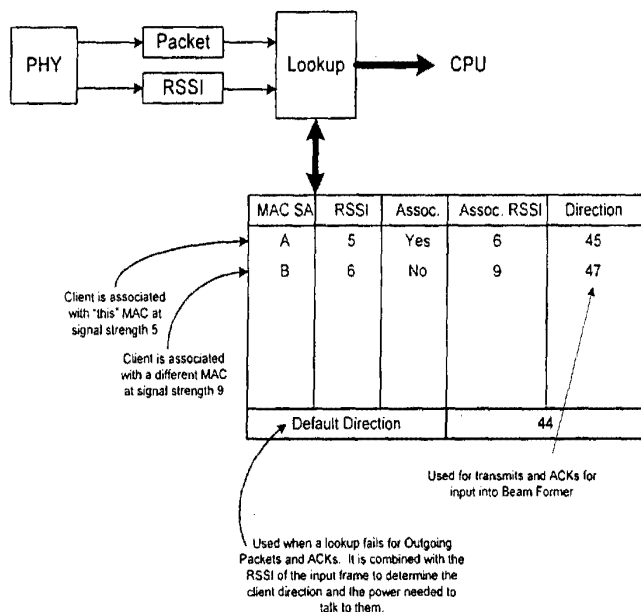 PHY
Packet
RSSI
Lookup
CPU
MAC SA RSSI Assoc. Assoc. RSSI Direction
A 5 Yes 6 45
B 6 No 9 47
Default Direction 44
Client is associated
with "this" MAC at
signal strength 5
Client is associated
with a different MAC
at signal strength 9
Used for transmits and ACKs for
input into Beam Former
Used when a lookup fails for Outgoing
Packets and ACKs. It is combined with the
RSSI of the input frame to determine the
client direction and the power needed to
talk to them.